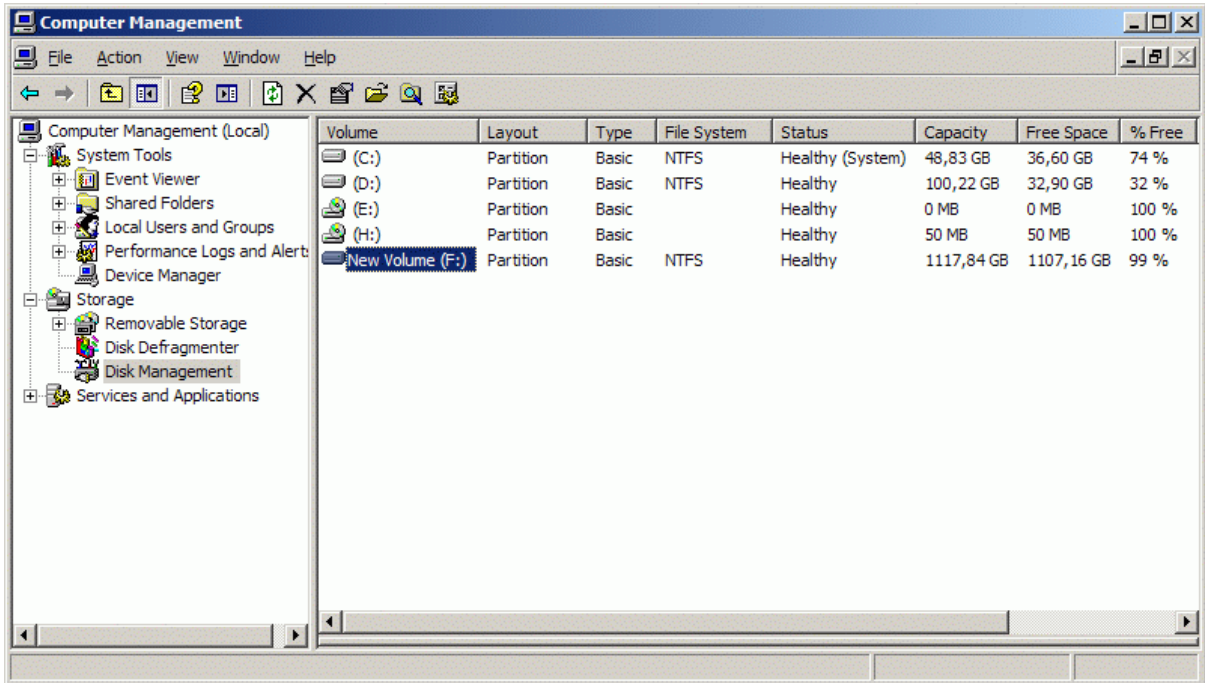 Computer Management
File Action View Window Help
Computer Management (Local)
System Tools
Event Viewer
Shared Folders
Local Users and Groups
Performance Logs and Alert
Device Manager
Storage
Removable Storage
Disk Defragmenter
Disk Management
Services and Applications
Volume Layout Type File System Status Capacity Free Space % Free
(C:) Partition Basic NTFS Healthy (System) 48,83 GB 36,60 GB 74 %
(D:) Partition Basic NTFS Healthy 100,22 GB 32,90 GB 32 %
(E:) Partition Basic Healthy 0 MB 0 MB 100 %
(H:) Partition Basic Healthy 50 MB 50 MB 100 %
New Volume (F:) Partition Basic NTFS Healthy 1117,84 GB 1107,16 GB 99 %